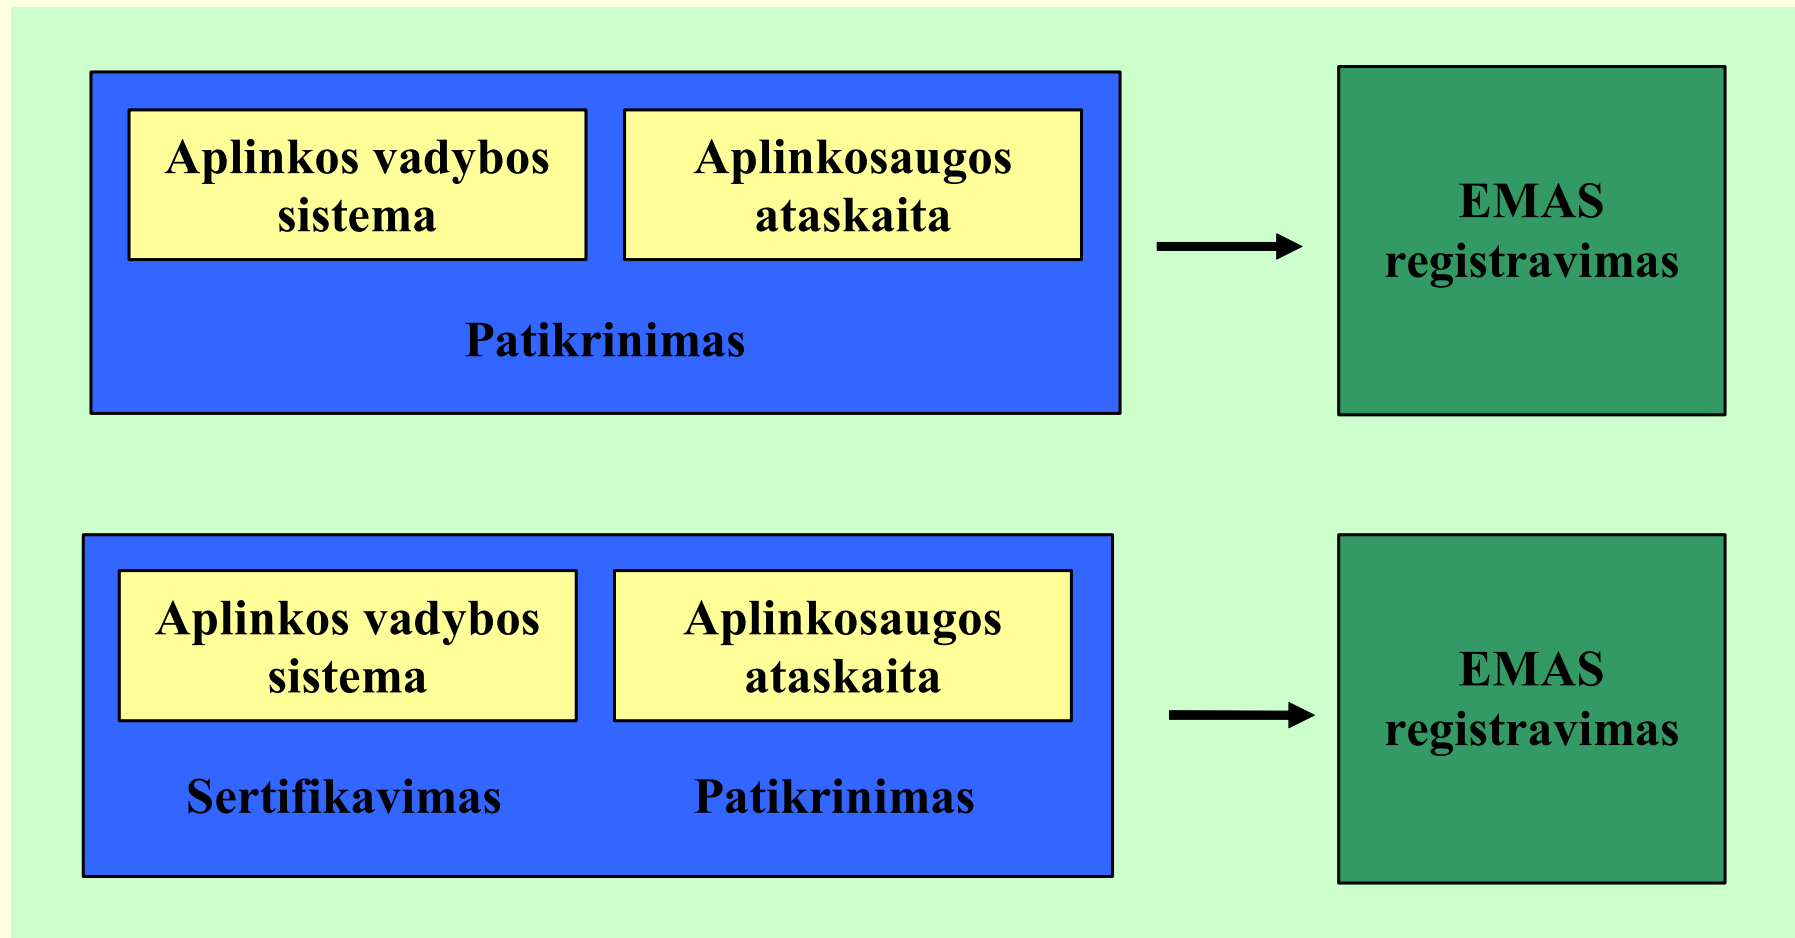 Aplinkos vadybos
sistema
Aplinkosaugos
ataskaita
Patikrinimas
EMAS
registravimas
Aplinkos vadybos
sistema
Aplinkosaugos
ataskaita
Sertifikavimas
Patikrinimas
EMAS
registravimas